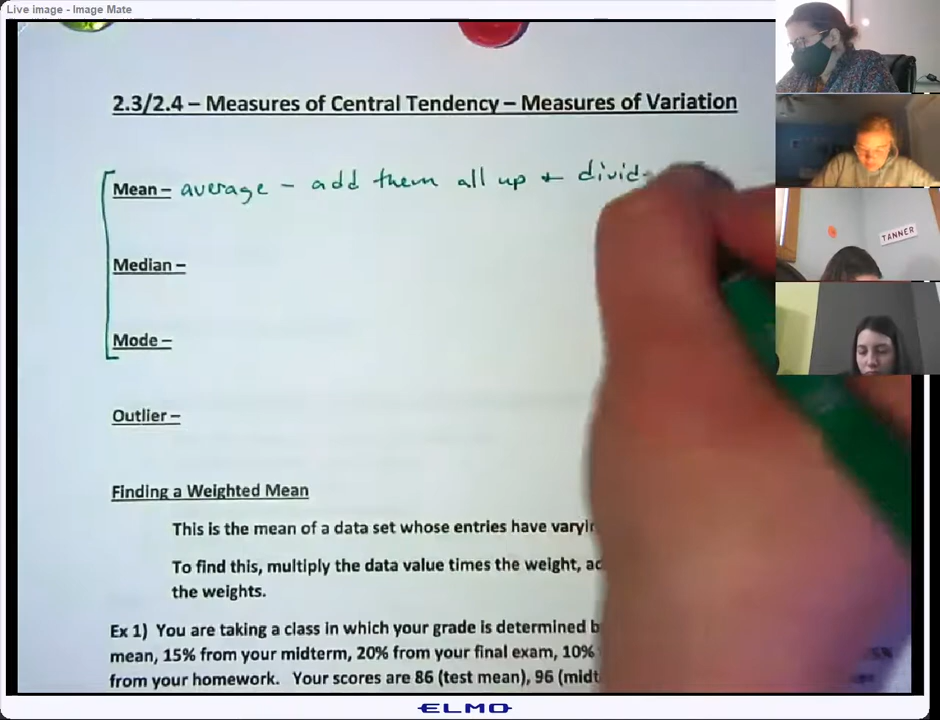 Live image - Image Mate
2.3/2.4 – Measures of Central Tendency – Measures of Variation
Mean – average – add them all up + divid
Median –
Mode –
Outlier –
Finding a Weighted Mean
This is the mean of a data set whose entries have
To find this, multiply the data value times the weight,
the weights.
Ex 1) You are taking a class in which your grade is determined
mean, 15% from your midterm, 20% from your final exam, 10%
from your homework. Your scores are 86 (test mean), 96
TANNER
ELMO